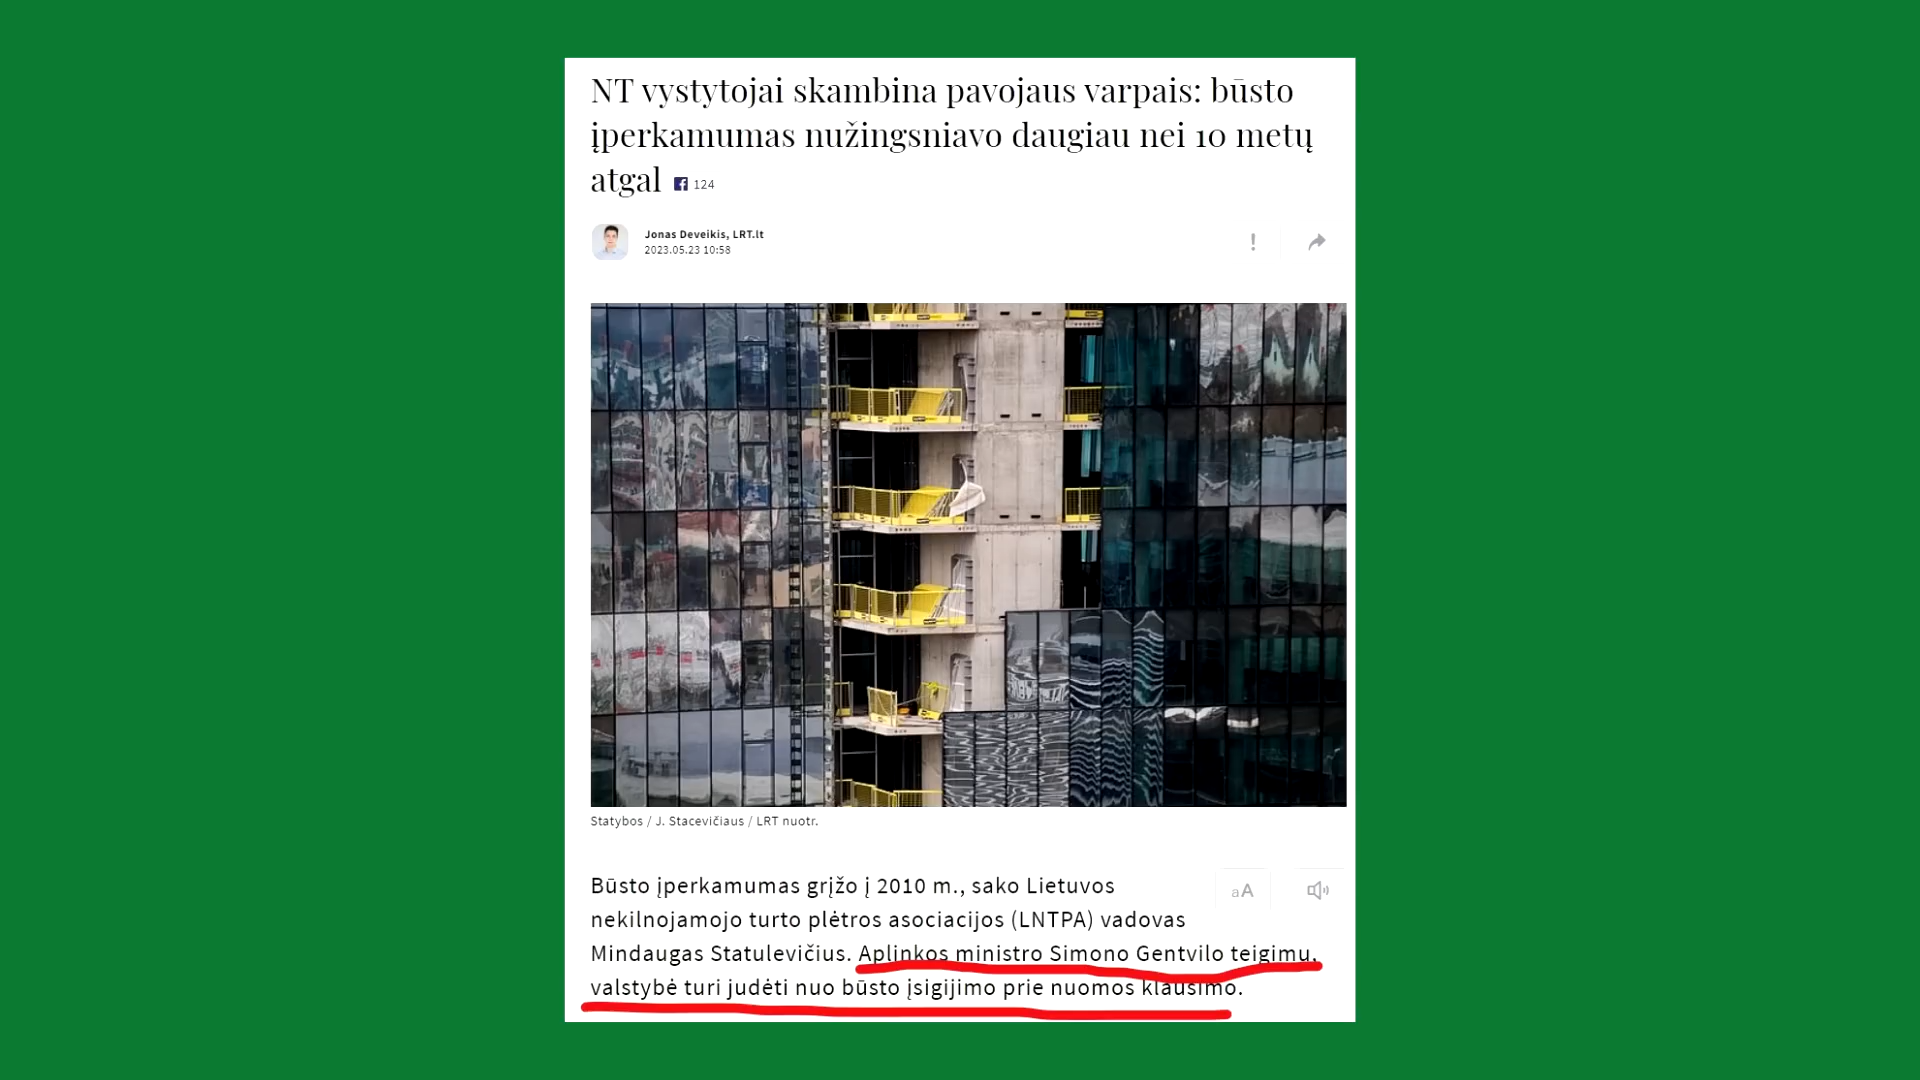 NT vystytojai skambina pavojaus varpais: būsto
įperkamumas nužingsniavo daugiau nei 10 metų
atgal 124
Jonas Deveikis, LRT.lt
2023.05.23 10:58
Statybos / J. Stacevičiaus / LRT nuotr.
aA
Būsto įperkamumas grįžo į 2010 m., sako Lietuvos
nekilnojamojo turto plėtros asociacijos (LNTPA) vadovas
Mindaugas Statulevičius. Aplinkos ministro Simono Gentvilo teigimu,
valstybė turi judėti nuo būsto įsigijimo prie nuomos klausimo.